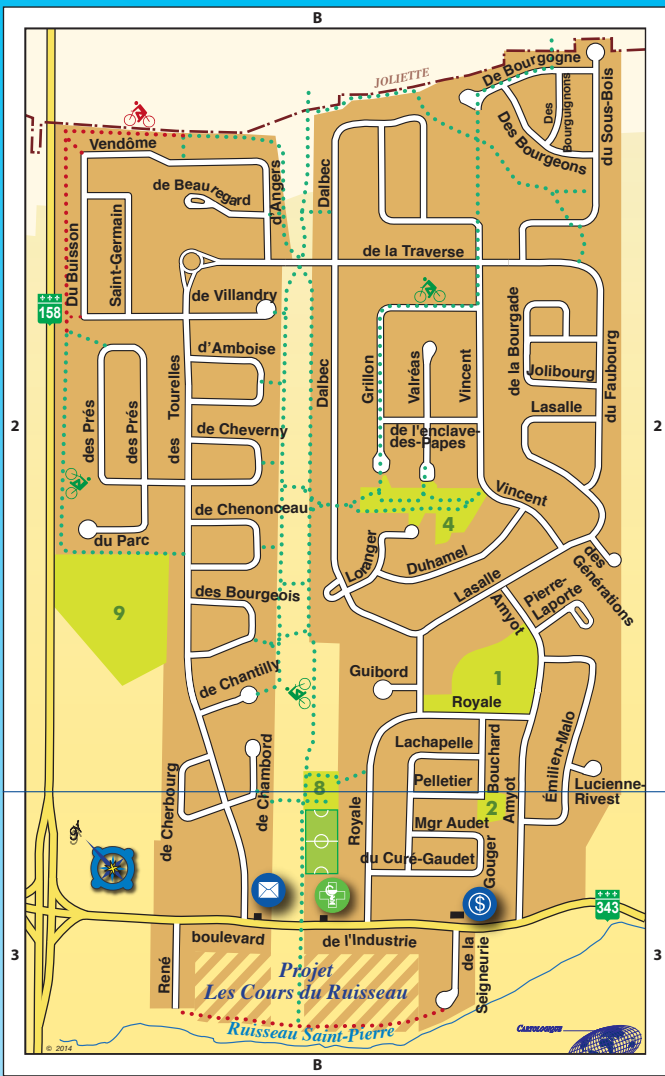 B
JOLIETTE
De Bourgogne
Des Bourguignons
Des Bourgeons
du Sous-Bois
Vendôme
de Beauregard
d'Angers
Dalbec
Du Buisson
Saint-Germain
de la Traverse
158
de Villandry
d'Amboise
des Tourelles
des Prés
des Prés
de Cheverny
de Chenonceau
du Parc
des Bourgeois
de Chantilly
Dalbec
Grillon
Valréas
Vincent
de l'enclave-
des-Papes
de la Bourgade
Jolibourg
Lasalle
du Faubourg
2
2
Vincent
4
Loranger
Duhamel
Lasalle
des Générations
Pierre-
Laporte
Amyot
9
1
Guibord
Royale
Lachapelle
Bouchard
Pelletier
8
2
Royale
Mgr Audet
du Curé-Gaudet
Gouger
Amyot
Émilien-Malo
Lucienne-
Rivest
de Cherbourg
de Chambord
$
343
boulevard
de l'Industrie
René
de la
Seigneurie
3
3
Projet
Les Cours du Ruisseau
Ruisseau Saint-Pierre
Cartologique
© 2014
B